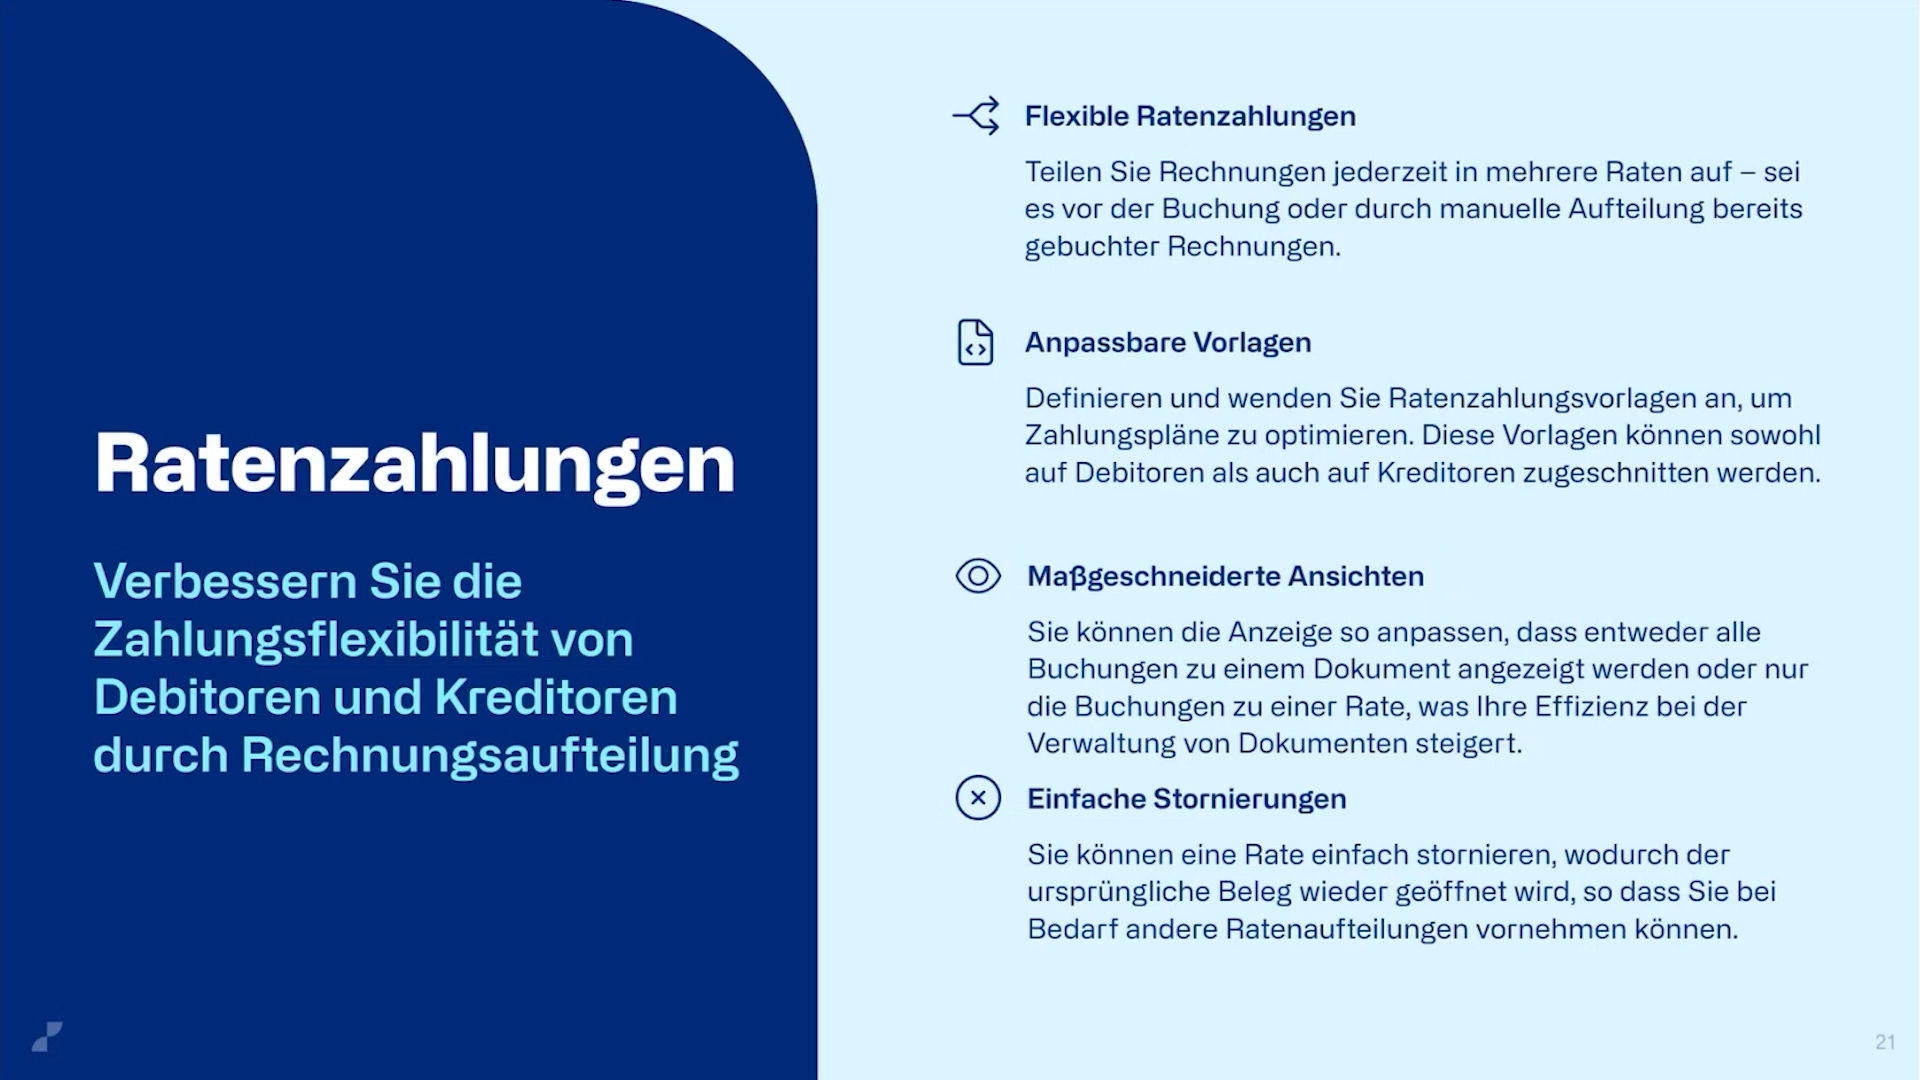 Ratenzahlungen
Verbessern Sie die
Zahlungsflexibilität von
Debitoren und Kreditoren
durch Rechnungsaufteilung
Flexible Ratenzahlungen
Teilen Sie Rechnungen jederzeit in mehrere Raten auf – sei
es vor der Buchung oder durch manuelle Aufteilung bereits
gebuchter Rechnungen.
Anpassbare Vorlagen
Definieren und wenden Sie Ratenzahlungsvorlagen an, um
Zahlungspläne zu optimieren. Diese Vorlagen können sowohl
auf Debitoren als auch auf Kreditoren zugeschnitten werden.
Maßgeschneiderte Ansichten
Sie können die Anzeige so anpassen, dass entweder alle
Buchungen zu einem Dokument angezeigt werden oder nur
die Buchungen zu einer Rate, was Ihre Effizienz bei der
Verwaltung von Dokumenten steigert.
Einfache Stornierungen
Sie können eine Rate einfach stornieren, wodurch der
ursprüngliche Beleg wieder geöffnet wird, so dass Sie bei
Bedarf andere Ratenaufteilungen vornehmen können.
21